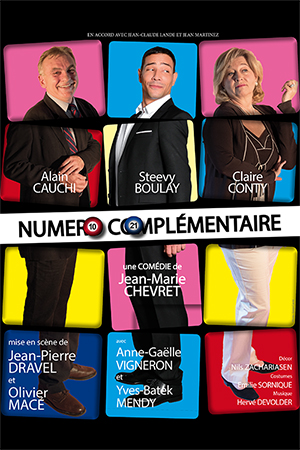 EN ACCORD AVEC JEAN-CLAUDE LANDE ET JEAN MARTINEZ
Alain
CAUCHI
Steevy
BOULAY
Claire
CONTY
NUMERO COMPLÉMENTAIRE
10
21
une COMÉDIE de
Jean-Marie
CHEVRET
mise en scène de
Jean-Pierre
DRAVEL
et
Olivier
MACÉ
avec
Anne-Gaëlle
VIGNERON
et
Yves-Batek
MENDY
Décor
Nils ZACHARIASEN
Costumes
Emilie SORNIQUE
Musique
Hervé DEVOLDER